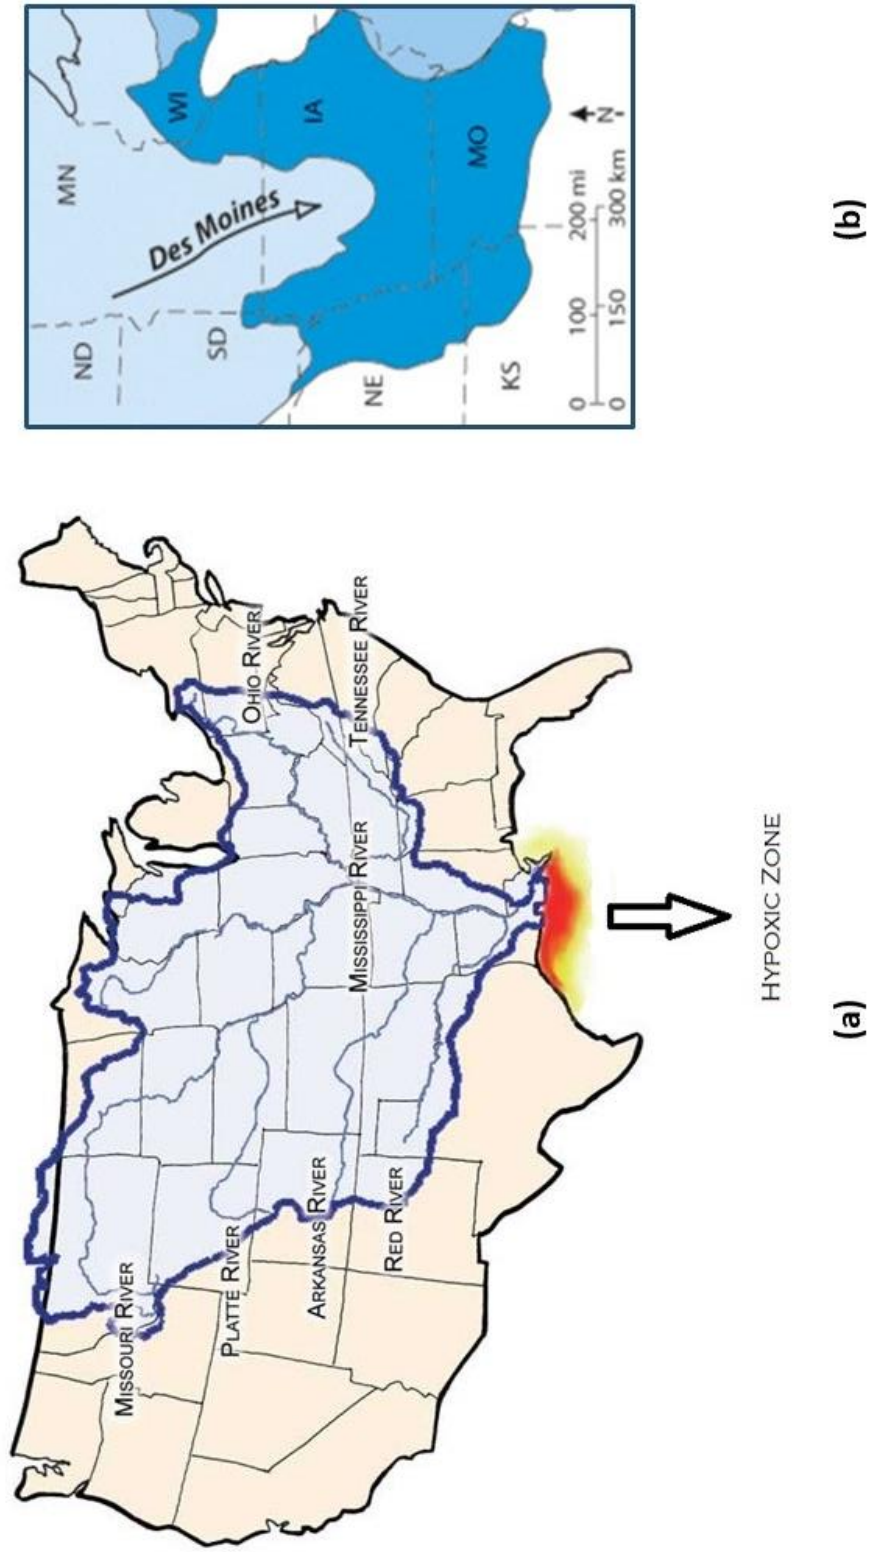 MISSOURI RIVER
PLATTE RIVER
ARKANSAS RIVER
RED RIVER
MISSISSIPPI RIVER
OHIO RIVER
TENNESSEE RIVER
HYPOXIC ZONE
(a)
ND
MN
SD
WI
Des Moines
IA
NE
MO
KS
0 100 200 mi
0 150 300 km
N
(b)